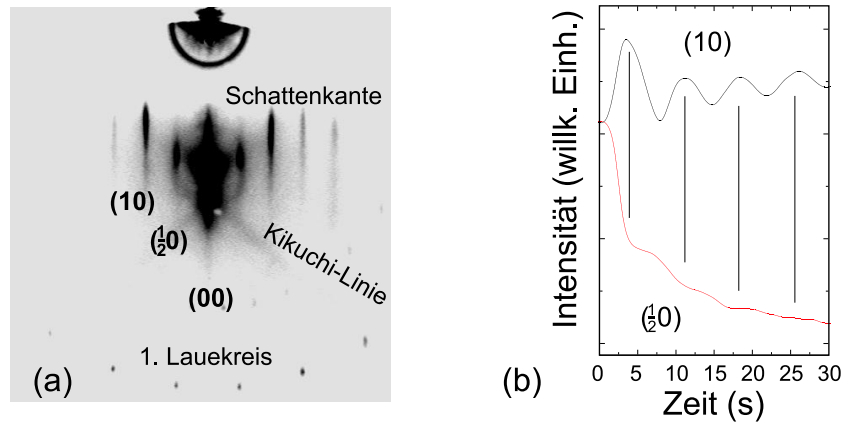 Schattenkante
(10)
(½0)
Kikuchi-Linie
(00)
1. Lauekreis
(a)
Intensität (willk. Einh.)
(10)
(½0)
(b)
0 5 10 15 20 25 30
Zeit (s)